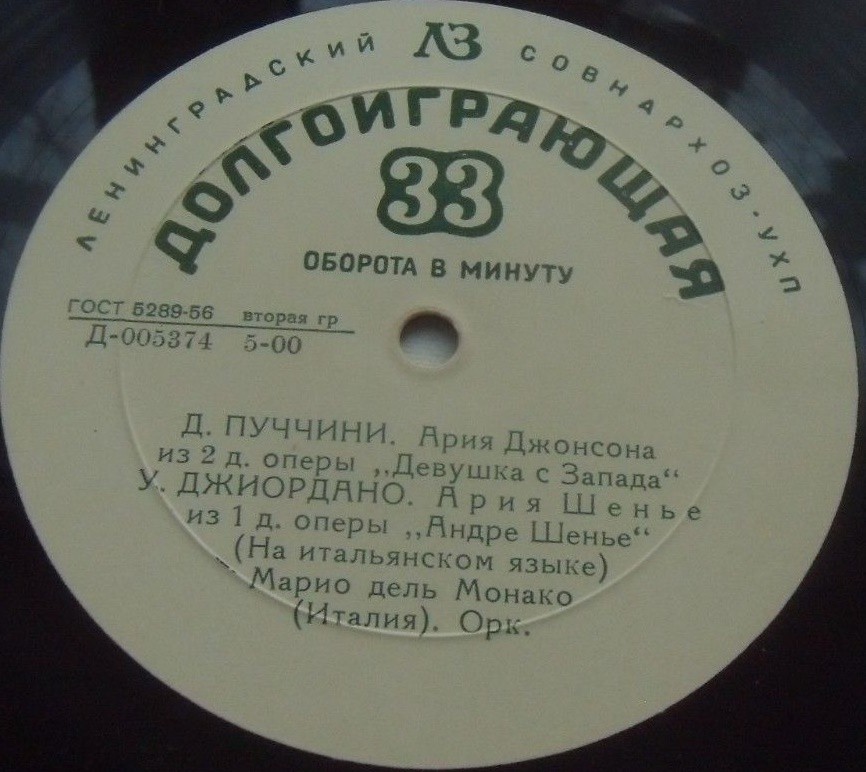 ЛЕНИНГРАДСКИЙ ЛЗ СОВНАРХОЗ-УХП
ДОЛГОИГРАЮЩАЯ
33
ОБОРОТА В МИНУТУ
ГОСТ 5289-56 вторая гр
Д-005374 5-00
Д. ПУЧЧИНИ. Ария Джонсона
из 2 д. оперы „Девушка с Запада“
У. ДЖИОРДАНО. Ария Шенье
из 1 д. оперы „Андре Шенье“
(На итальянском языке)
Марио дель Монако
(Италия). Орк.